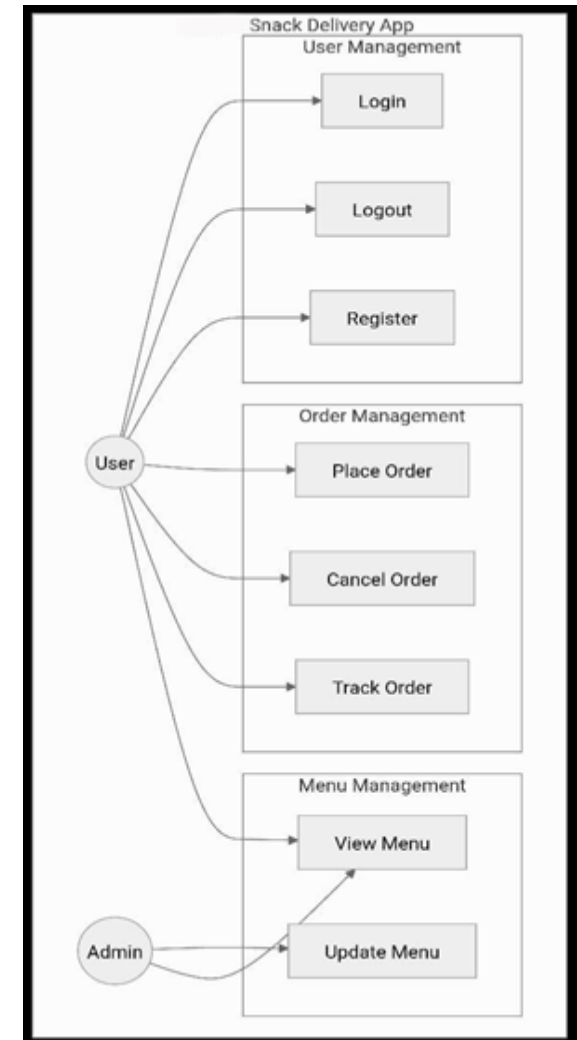 Snack Delivery App
User Management
Login
Logout
Register
Order Management
User
Place Order
Cancel Order
Track Order
Menu Management
View Menu
Admin
Update Menu